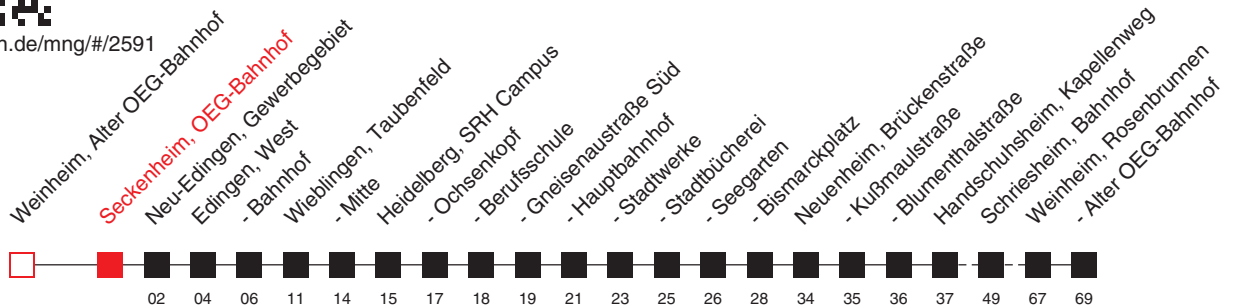 n.de/mng/#/2591
Weinheim, Alter OEG-Bahnhof
Seckenheim, OEG-Bahnhof
Neu-Edingen, Gewerbegebiet
Edingen, West
- Bahnhof
Wieblingen, Taubenfeld
- Mitte
Heidelberg, SRH Campus
- Ochsenkopf
- Berufsschule
- Gneisenaustraße Süd
- Hauptbahnhof
- Stadtwerke
- Stadtbücherei
- Seegarten
- Bismarckplatz
Neuenheim, Brückenstraße
- Kußmaulstraße
- Blumenthalstraße
Handschuhsheim, Kapellenweg
Schriesheim, Bahnhof
Weinheim, Rosenbrunnen
- Alter OEG-Bahnhof
02 04 06 11 14 15 17 18 19 21 23 25 26 28 34 35 36 37 49 67 69